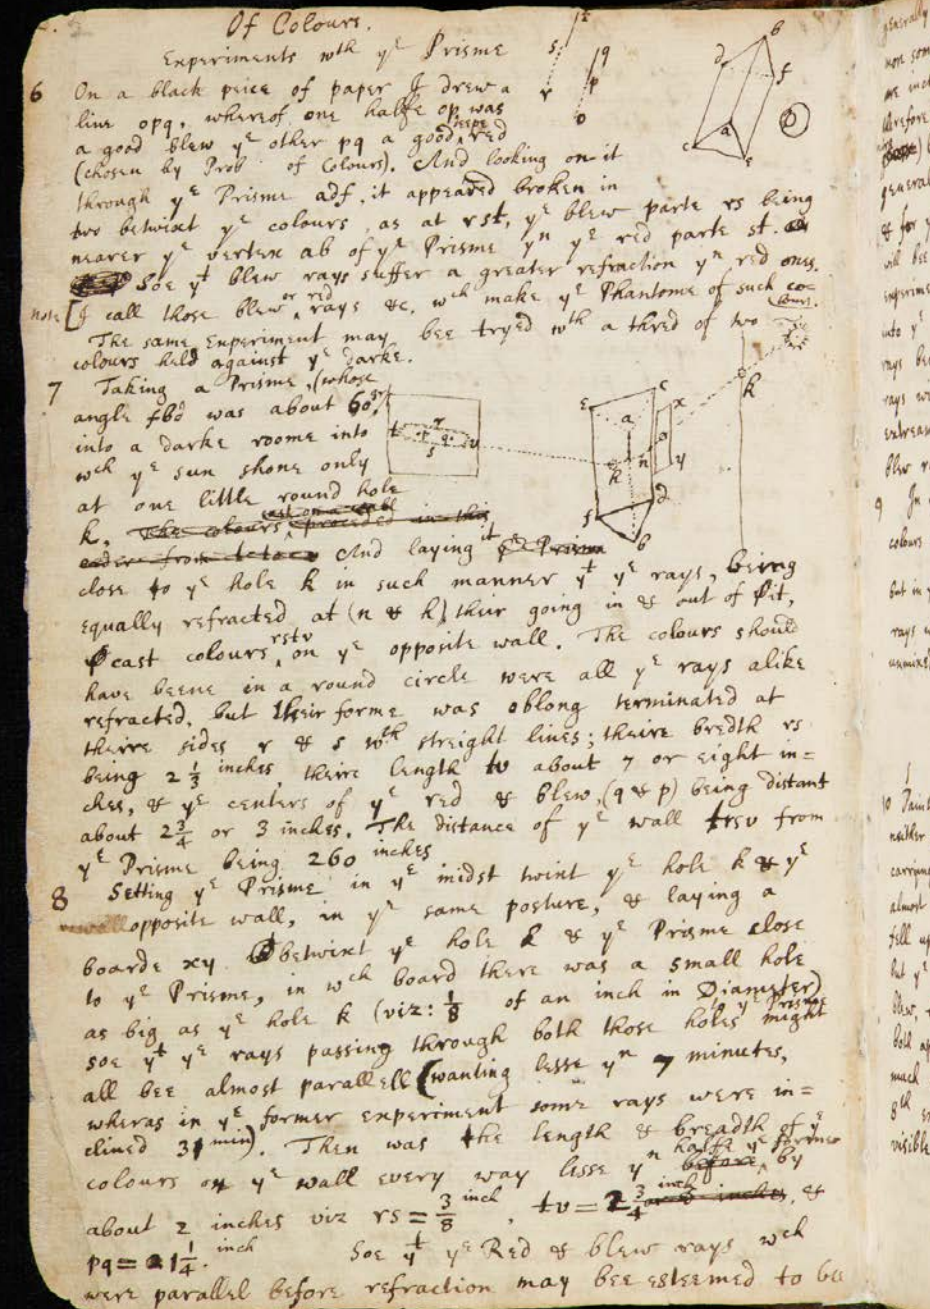 Of Colours.
Experiments wth ye Prisme
6 On a black peice of paper I drew a
line opq, whereof one halfe op was
a good blew ye other pq a good deepe red
(chosen by Prob of Colours). And looking on it
through ye Prisme adf, it appeared broken in
two betwixt ye colours, as at rst, ye blew parte rs being
nearer ye vertex ab of ye Prisme yn ye red parte st.
Soe yt blew rays suffer a greater refraction yn red ones.
note [I call those blew or red rays &c, wch make ye Phantome of such co-
lours.
The same Experiment may bee tryed wth a thred of two
colours held against ye darke.
7 Taking a Prisme, (whose
angle fbd was about 60gr)
into a darke roome into
wch ye sun shone only
at one little round hole
k. And laying it
close to ye hole k in such manner yt ye rays, being
equally refracted at (n & h) their going in & out of it,
cast colours rstv on ye opposite wall. The colours should
have beene in a round circle were all ye rays alike
refracted, but their forme was oblong terminated at
theire sides r & s wth streight lines; theire bredth rs
being 2 1/3 inches, theire length tv about 7 or eight in=
ches, & ye centers of ye red & blew, (q & p) being distant
about 2 3/4 or 3 inches. The distance of ye wall trsv from
ye Prisme being 260 inches
8 Setting ye Prisme in ye midst twixt ye hole k & ye
opposite wall, in ye same posture, & laying a
boarde xy betwixt ye hole k & ye Prisme close
to ye Prisme, in wch board there was a small hole
as big as ye hole k (viz: 1/8 of an inch in Diameter)
soe yt ye rays passing through both those holes to ye Prisme might
all bee almost parallell (wanting lesse yn 7 minutes,
wheras in ye former experiment some rays were in=
clined 31 min). Then was the length & breadth of ye
colours on ye wall every way lesse yn halfe ye former by
about 2 inches viz rs = 3/8 inch, tv = 2 3/4 inch, &
pq = 1 1/4 inch. Soe yt ye Red & blew rays wch
were parallel before refraction may bee esteemed to bee